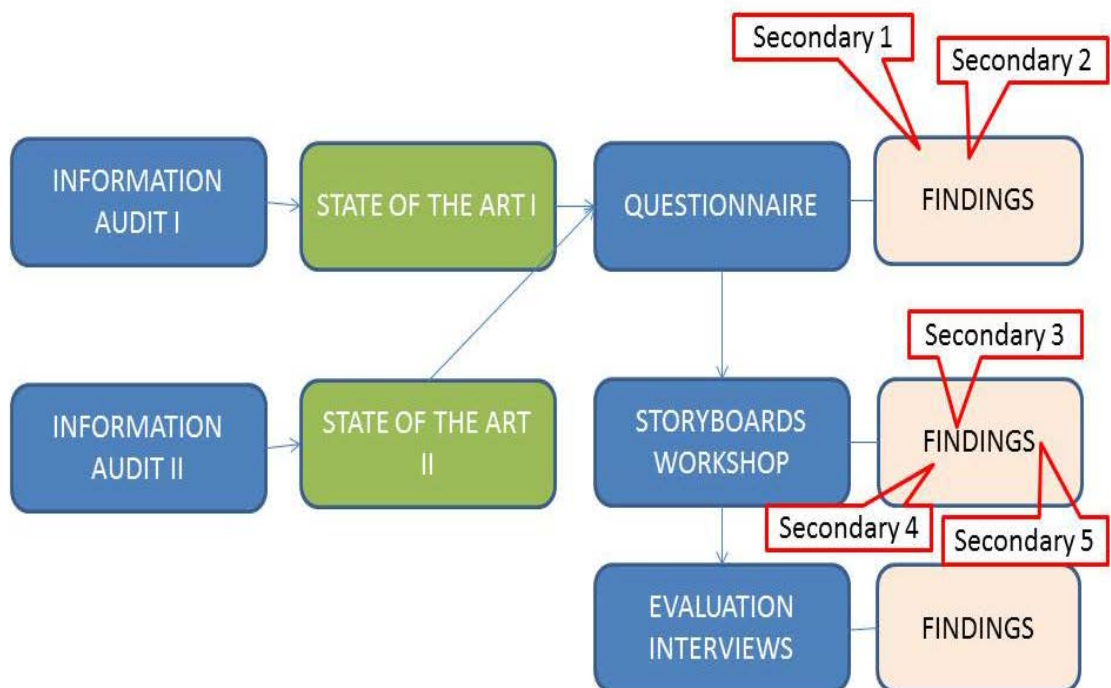 Secondary 1
Secondary 2
INFORMATION
AUDIT I
STATE OF THE ART I
QUESTIONNAIRE
FINDINGS
Secondary 3
INFORMATION
AUDIT II
STATE OF THE ART
II
STORYBOARDS
WORKSHOP
FINDINGS
Secondary 4
Secondary 5
EVALUATION
INTERVIEWS
FINDINGS